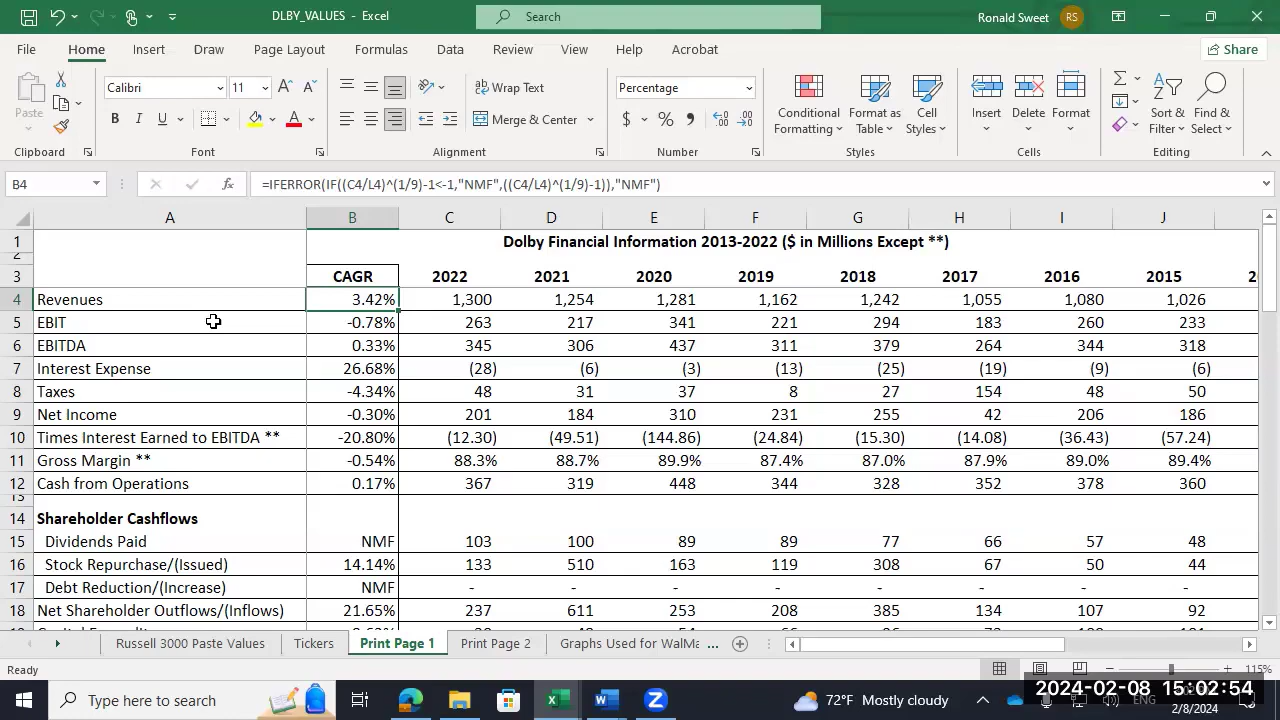 DLBY_VALUES - Excel
Search
Ronald Sweet RS
File Home Insert Draw Page Layout Formulas Data Review View Help Acrobat Share
Paste
Calibri 11
B I U A
Wrap Text
Merge & Center
Percentage
$ % 9
Conditional Formatting
Format as Table
Cell Styles
Insert Delete Format
Sort & Filter
Find & Select
Clipboard Font Alignment Number Styles Cells Editing
B4 fx =IFERROR(IF((C4/L4)^(1/9)-1<-1,"NMF",((C4/L4)^(1/9)-1)),"NMF")
A B C D E F G H I J
1 Dolby Financial Information 2013-2022 ($ in Millions Except **)
2
3 CAGR 2022 2021 2020 2019 2018 2017 2016 2015 2
4 Revenues 3.42% 1,300 1,254 1,281 1,162 1,242 1,055 1,080 1,026
5 EBIT -0.78% 263 217 341 221 294 183 260 233
6 EBITDA 0.33% 345 306 437 311 379 264 344 318
7 Interest Expense 26.68% (28) (6) (3) (13) (25) (19) (9) (6)
8 Taxes -4.34% 48 31 37 8 27 154 48 50
9 Net Income -0.30% 201 184 310 231 255 42 206 186
10 Times Interest Earned to EBITDA ** -20.80% (12.30) (49.51) (144.86) (24.84) (15.30) (14.08) (36.43) (57.24)
11 Gross Margin ** -0.54% 88.3% 88.7% 89.9% 87.4% 87.0% 87.9% 89.0% 89.4%
12 Cash from Operations 0.17% 367 319 448 344 328 352 378 360
13
14 Shareholder Cashflows
15 Dividends Paid NMF 103 100 89 89 77 66 57 48
16 Stock Repurchase/(Issued) 14.14% 133 510 163 119 308 67 50 44
17 Debt Reduction/(Increase) NMF - - - - - - - -
18 Net Shareholder Outflows/(Inflows) 21.65% 237 611 253 208 385 134 107 92
Russell 3000 Paste Values Tickers Print Page 1 Print Page 2 Graphs Used for WalMa ...
Ready 115%
Type here to search
72°F Mostly cloudy
2024-02-08 15:02:54
2/8/2024